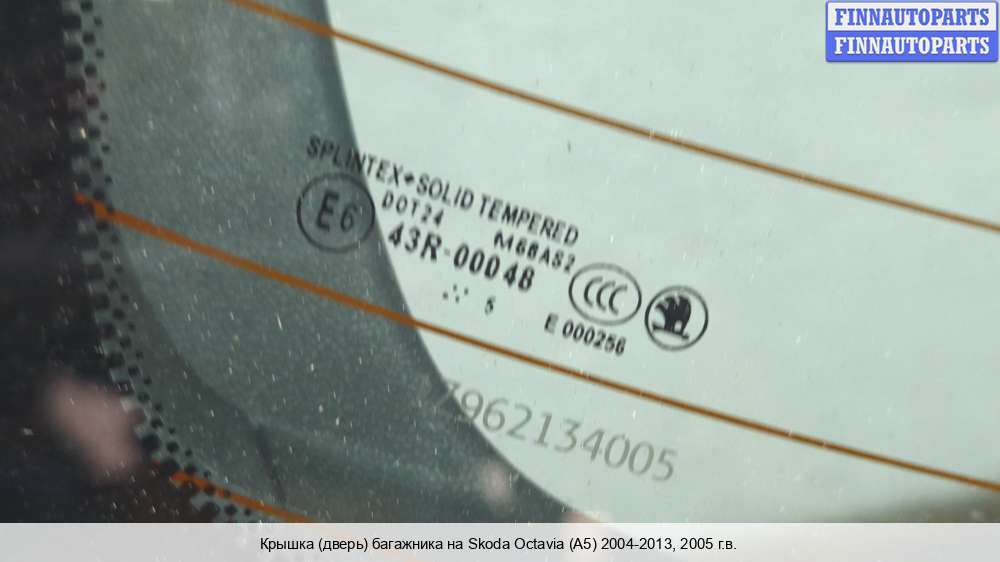 FINNAUTOPARTS
FINNAUTOPARTS
SPLINTEX SOLID TEMPERED
E6
DOT24
M66AS2
43R-00048
CCC
5
E 000256
7962134005
Крышка (дверь) багажника на Skoda Octavia (A5) 2004-2013, 2005 г.в.